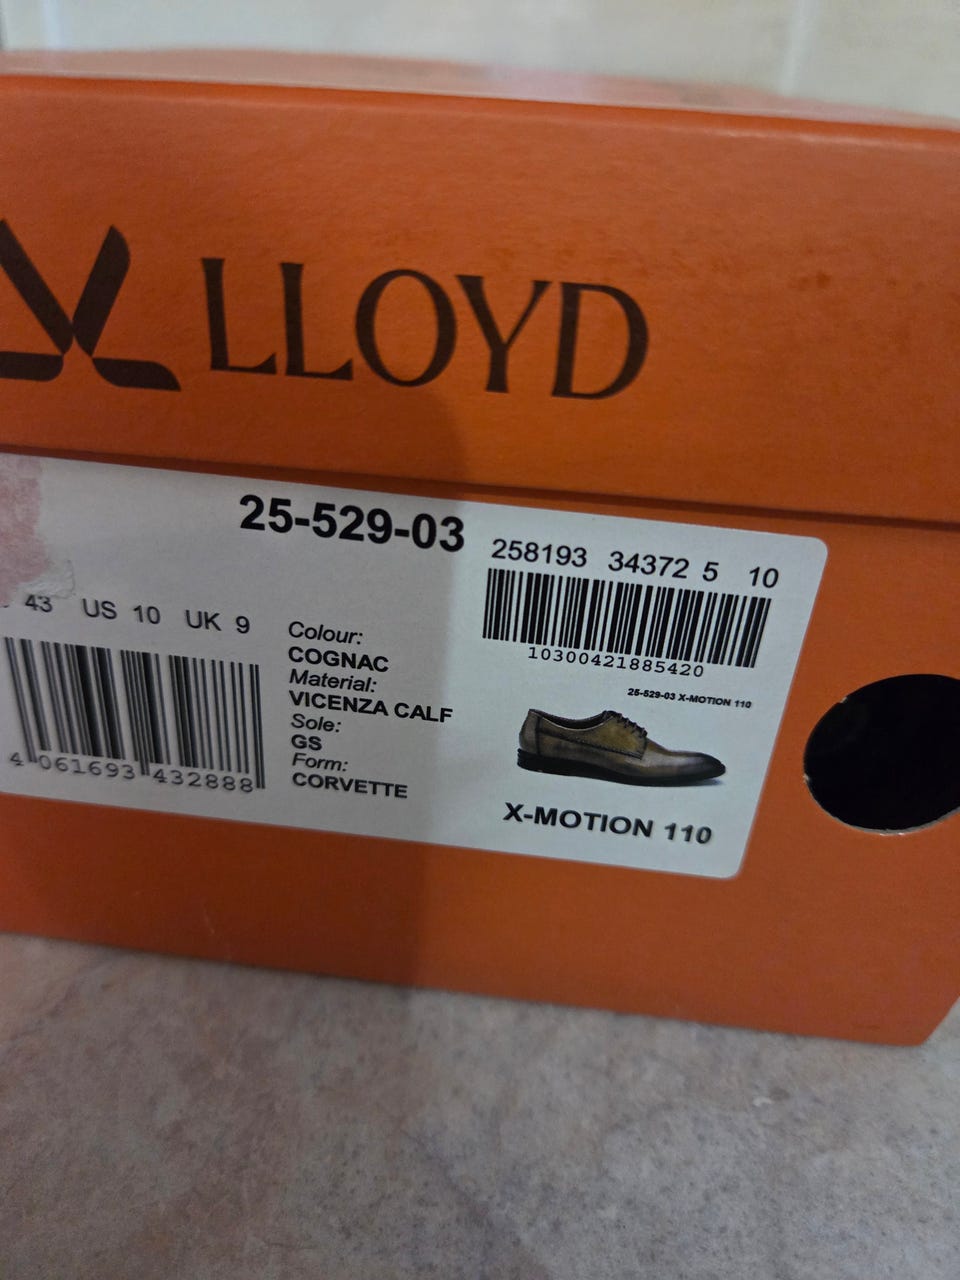 LLOYD
25-529-03
258193 34372 5 10
10300421885420
43 US 10 UK 9
4 061693 432888
Colour:
COGNAC
Material:
VICENZA CALF
Sole:
GS
Form:
CORVETTE
25-529-03 X-MOTION 110
X-MOTION 110